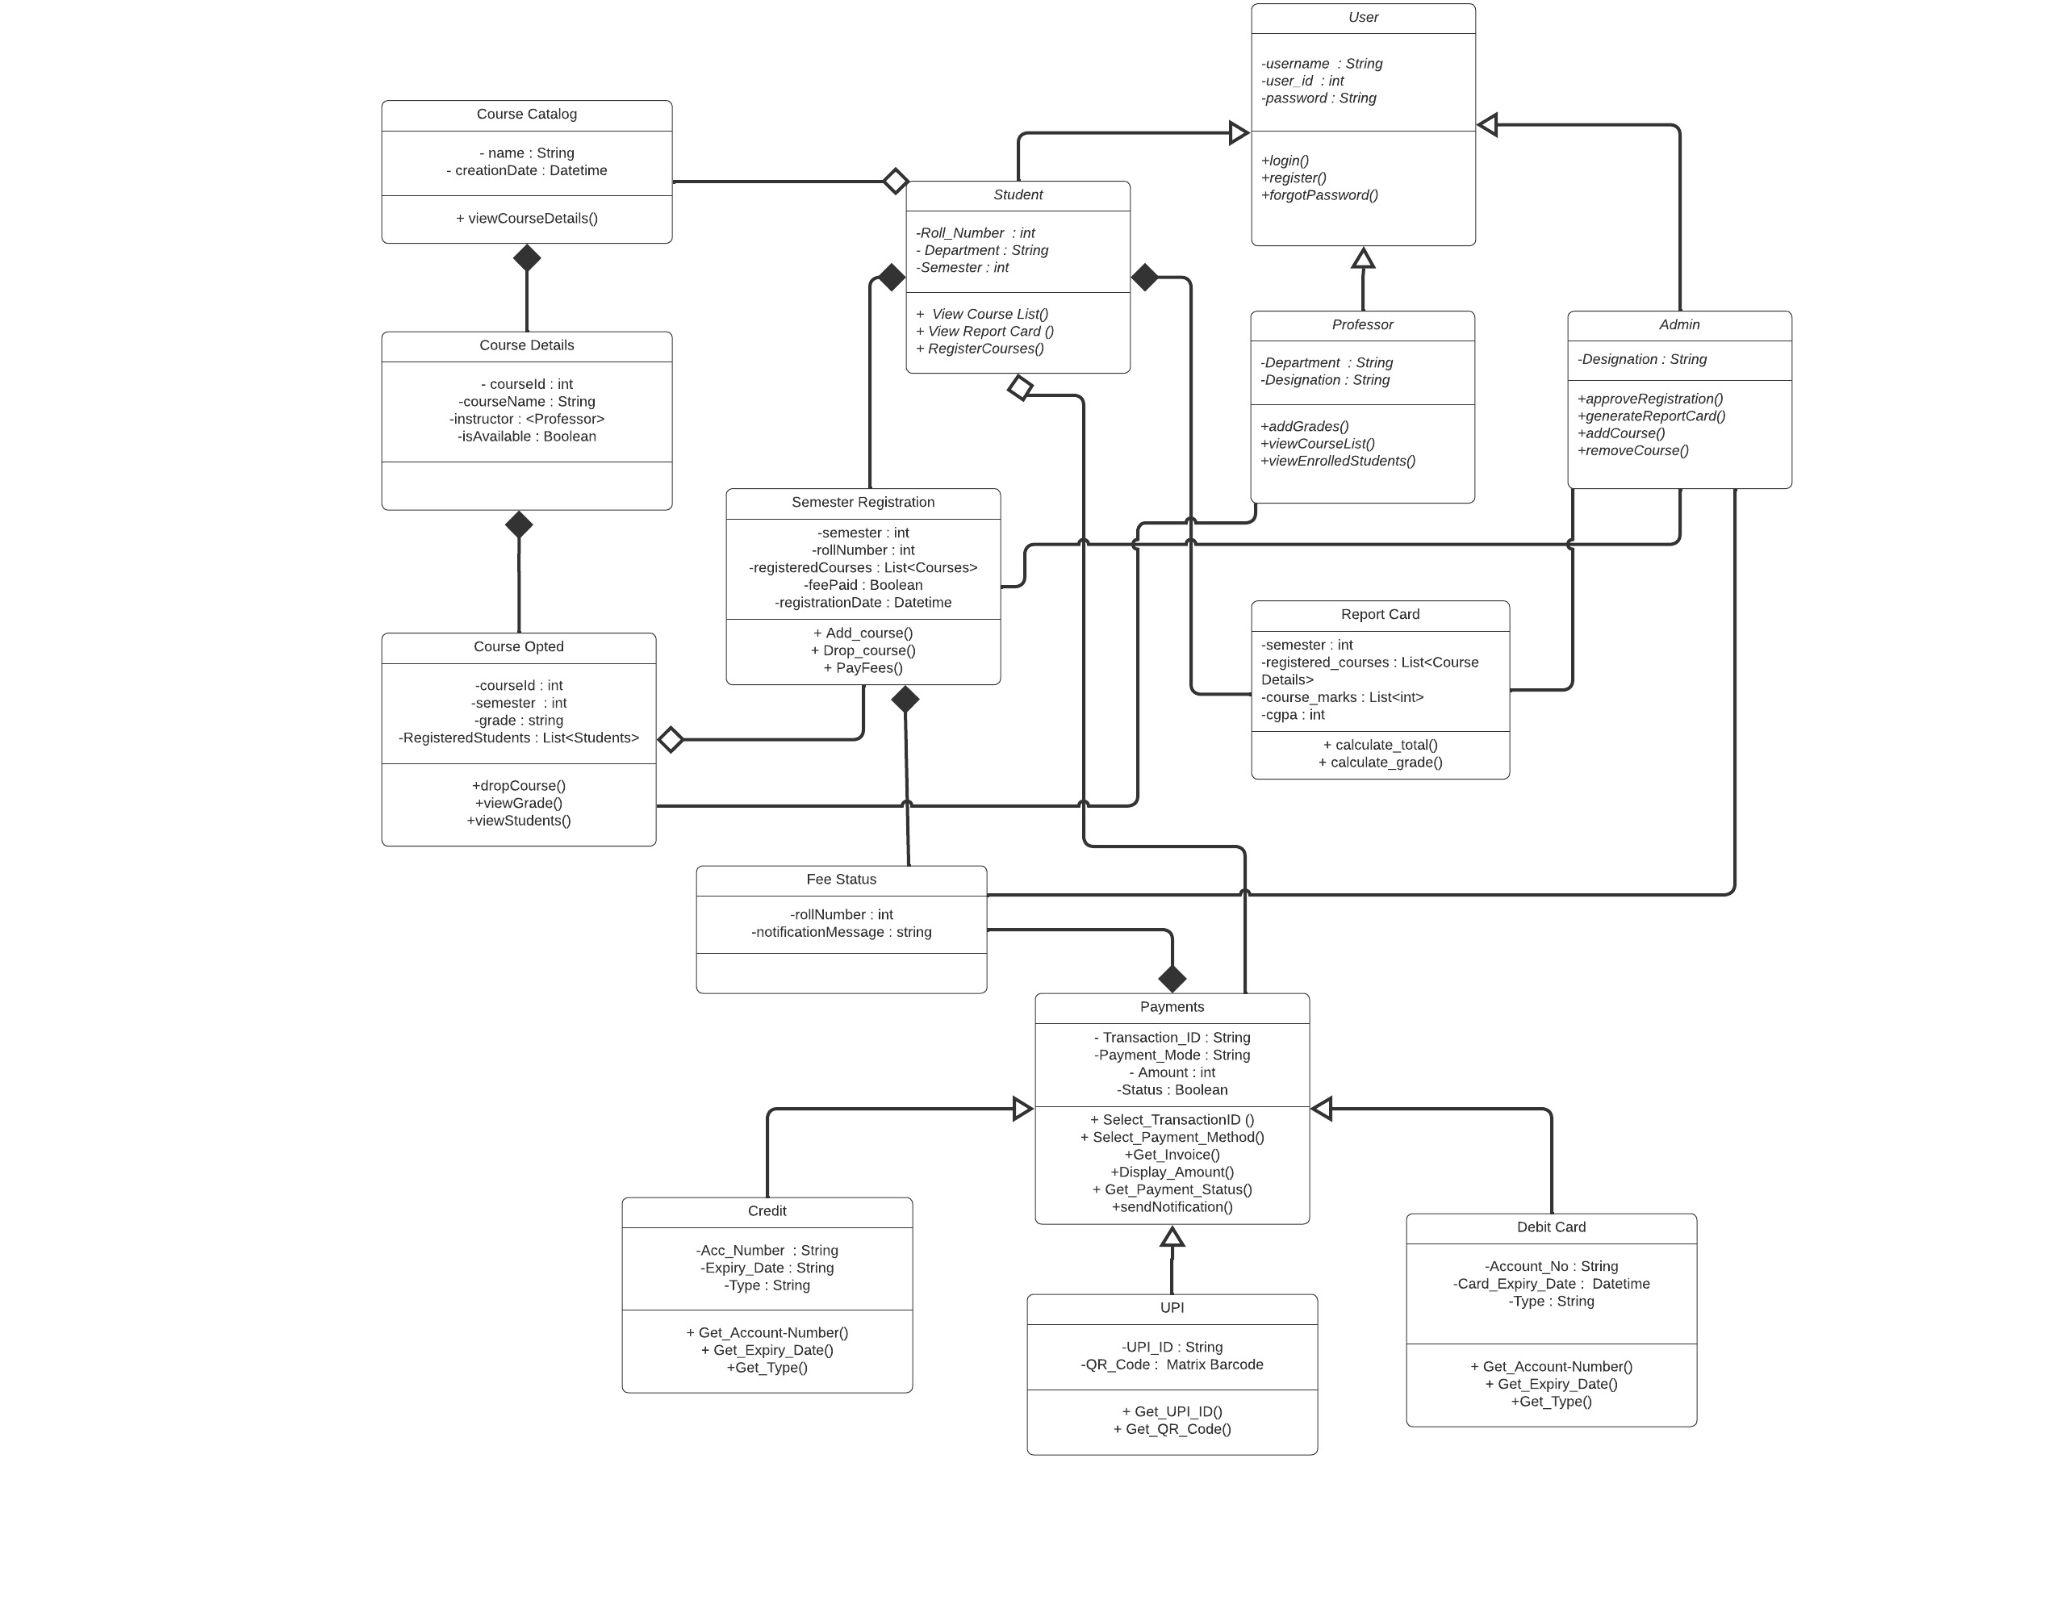 User
-username  : String
-user_id  : int
-password : String
+login()
+register()
+forgotPassword()
Course Catalog
- name : String
- creationDate : Datetime
+ viewCourseDetails()
Student
-Roll_Number  : int
- Department : String
-Semester : int
+  View Course List()
+ View Report Card ()
+ RegisterCourses()
Professor
-Department  : String
-Designation : String
+addGrades()
+viewCourseList()
+viewEnrolledStudents()
Admin
-Designation : String
+approveRegistration()
+generateReportCard()
+addCourse()
+removeCourse()
Course Details
- courseId : int
-courseName : String
-instructor : <Professor>
-isAvailable : Boolean
Semester Registration
-semester : int
-rollNumber : int
-registeredCourses : List<Courses>
-feePaid : Boolean
-registrationDate : Datetime
+ Add_course()
+ Drop_course()
+ PayFees()
Report Card
-semester : int
-registered_courses : List<Course
Details>
-course_marks : List<int>
-cgpa : int
+ calculate_total()
+ calculate_grade()
Course Opted
-courseId : int
-semester  : int
-grade : string
-RegisteredStudents : List<Students>
+dropCourse()
+viewGrade()
+viewStudents()
Fee Status
-rollNumber : int
-notificationMessage : string
Payments
- Transaction_ID : String
-Payment_Mode : String
- Amount : int
-Status : Boolean
+ Select_TransactionID ()
+ Select_Payment_Method()
+Get_Invoice()
+Display_Amount()
+ Get_Payment_Status()
+sendNotification()
Credit
-Acc_Number  : String
-Expiry_Date : String
-Type : String
+ Get_Account-Number()
+ Get_Expiry_Date()
+Get_Type()
UPI
-UPI_ID : String
-QR_Code :  Matrix Barcode
+ Get_UPI_ID()
+ Get_QR_Code()
Debit Card
-Account_No : String
-Card_Expiry_Date :  Datetime
-Type : String
+ Get_Account-Number()
+ Get_Expiry_Date()
+Get_Type()